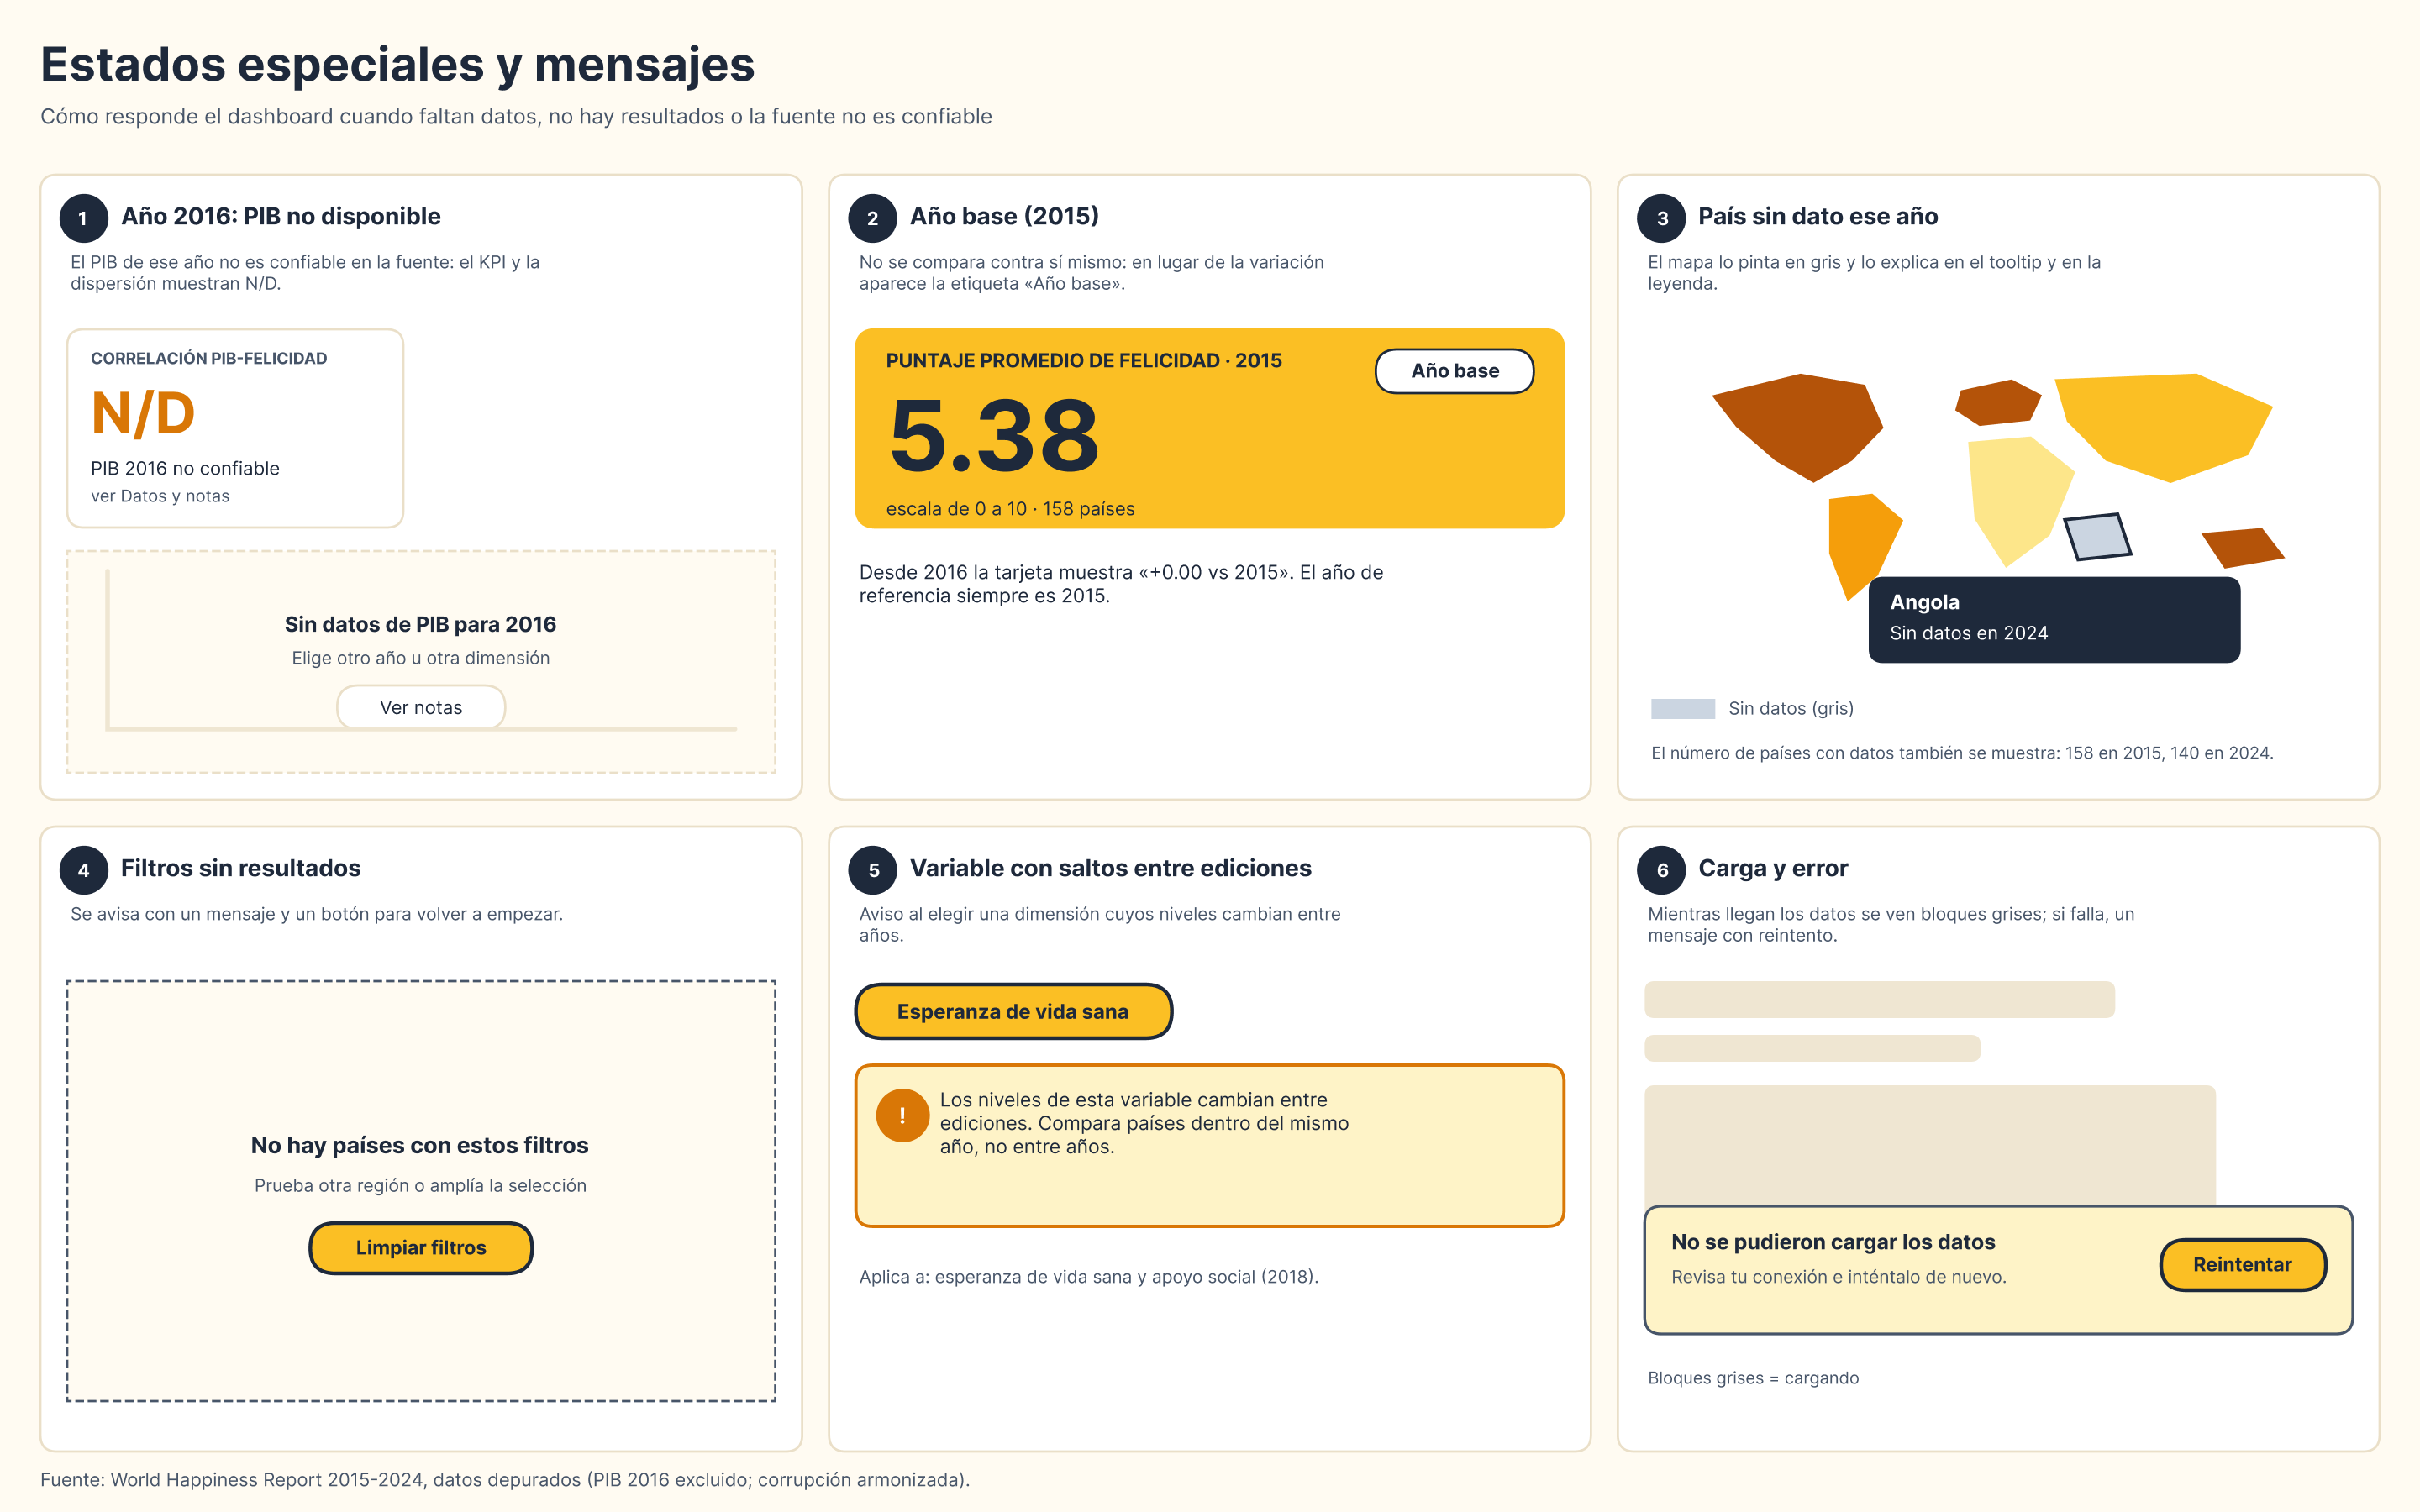 Estados especiales y mensajes
Cómo responde el dashboard cuando faltan datos, no hay resultados o la fuente no es confiable
1
Año 2016: PIB no disponible
El PIB de ese año no es confiable en la fuente: el KPI y la
dispersión muestran N/D.
CORRELACIÓN PIB-FELICIDAD
N/D
PIB 2016 no confiable
ver Datos y notas
Sin datos de PIB para 2016
Elige otro año u otra dimensión
Ver notas
2
Año base (2015)
No se compara contra sí mismo: en lugar de la variación
aparece la etiqueta «Año base».
PUNTAJE PROMEDIO DE FELICIDAD · 2015
Año base
5.38
escala de 0 a 10 · 158 países
Desde 2016 la tarjeta muestra «+0.00 vs 2015». El año de
referencia siempre es 2015.
3
País sin dato ese año
El mapa lo pinta en gris y lo explica en el tooltip y en la
leyenda.
Angola
Sin datos en 2024
Sin datos (gris)
El número de países con datos también se muestra: 158 en 2015, 140 en 2024.
4
Filtros sin resultados
Se avisa con un mensaje y un botón para volver a empezar.
No hay países con estos filtros
Prueba otra región o amplía la selección
Limpiar filtros
5
Variable con saltos entre ediciones
Aviso al elegir una dimensión cuyos niveles cambian entre
años.
Esperanza de vida sana
!
Los niveles de esta variable cambian entre
ediciones. Compara países dentro del mismo
año, no entre años.
Aplica a: esperanza de vida sana y apoyo social (2018).
6
Carga y error
Mientras llegan los datos se ven bloques grises; si falla, un
mensaje con reintento.
No se pudieron cargar los datos
Revisa tu conexión e inténtalo de nuevo.
Reintentar
Bloques grises = cargando
Fuente: World Happiness Report 2015-2024, datos depurados (PIB 2016 excluido; corrupción armonizada).